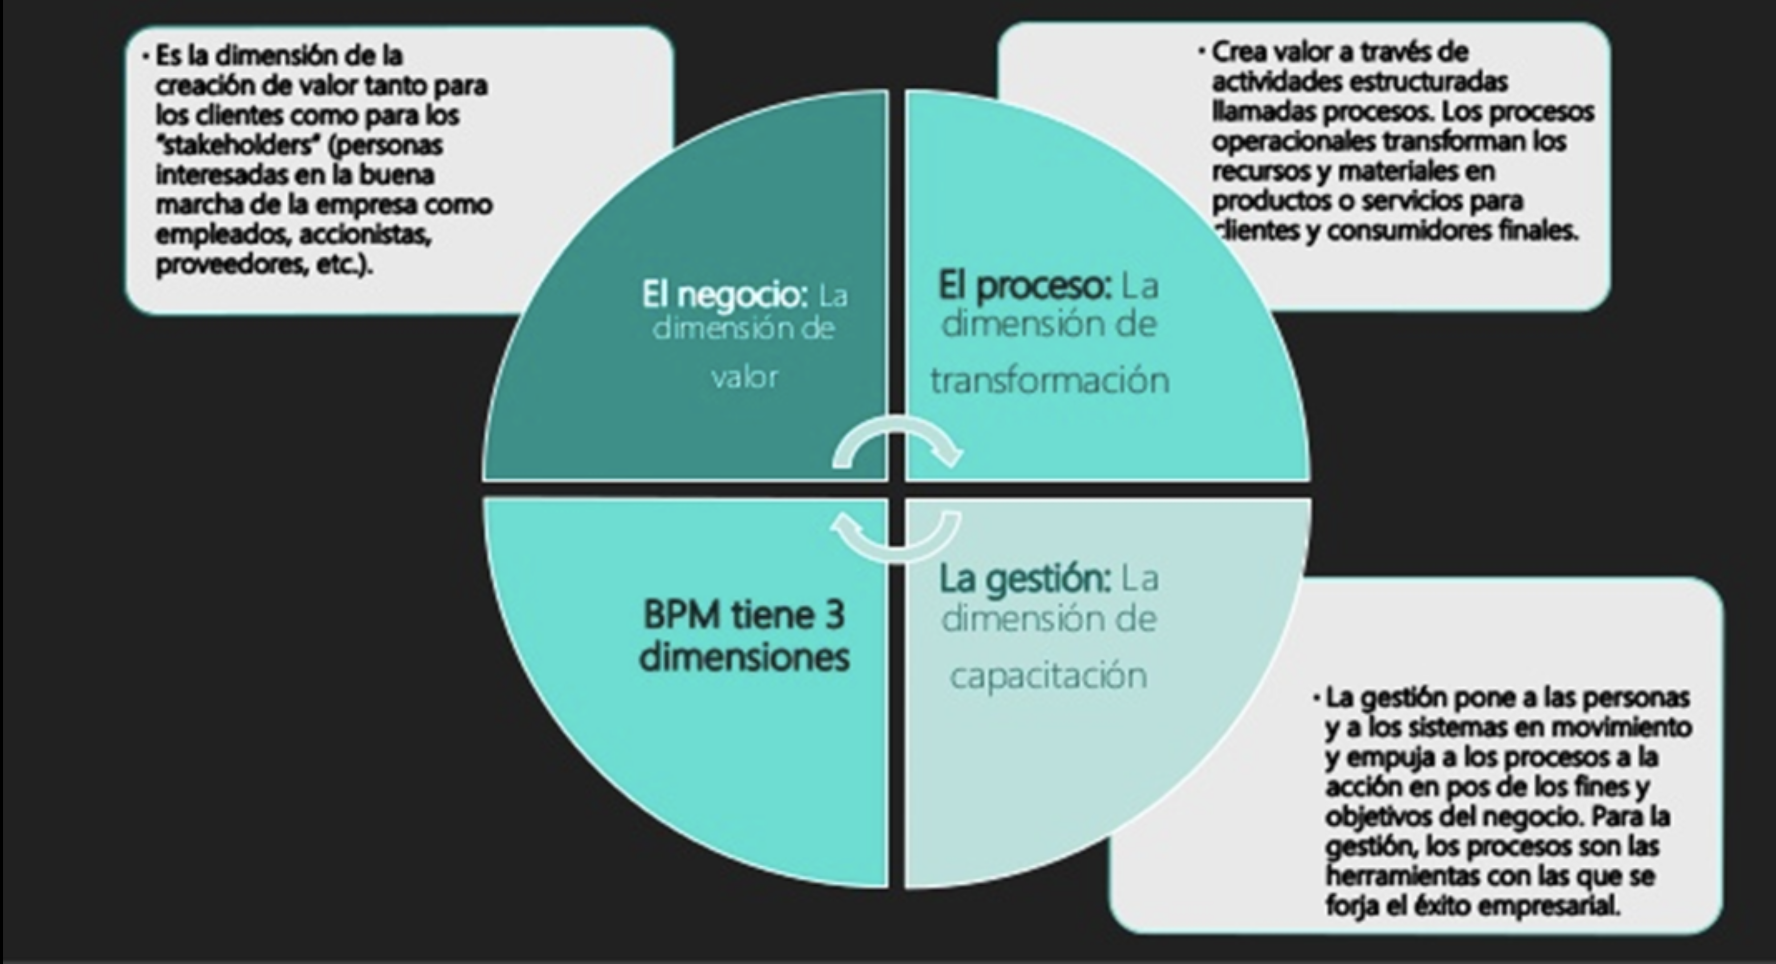 · Es la dimensión de la
creación de valor tanto para
los clientes como para los
"stakeholders" (personas
interesadas en la buena
marcha de la empresa como
empleados, accionistas,
proveedores, etc.).
· Crea valor a través de
actividades estructuradas
llamadas procesos. Los procesos
operacionales transforman los
recursos y materiales en
productos o servicios para
clientes y consumidores finales.
El negocio: La
dimensión de
valor
El proceso: La
dimensión de
transformación
BPM tiene 3
dimensiones
La gestión: La
dimensión de
capacitación
· La gestión pone a las personas
y a los sistemas en movimiento
y empuja a los procesos a la
acción en pos de los fines y
objetivos del negocio. Para la
gestión, los procesos son las
herramientas con las que se
forja el éxito empresarial.